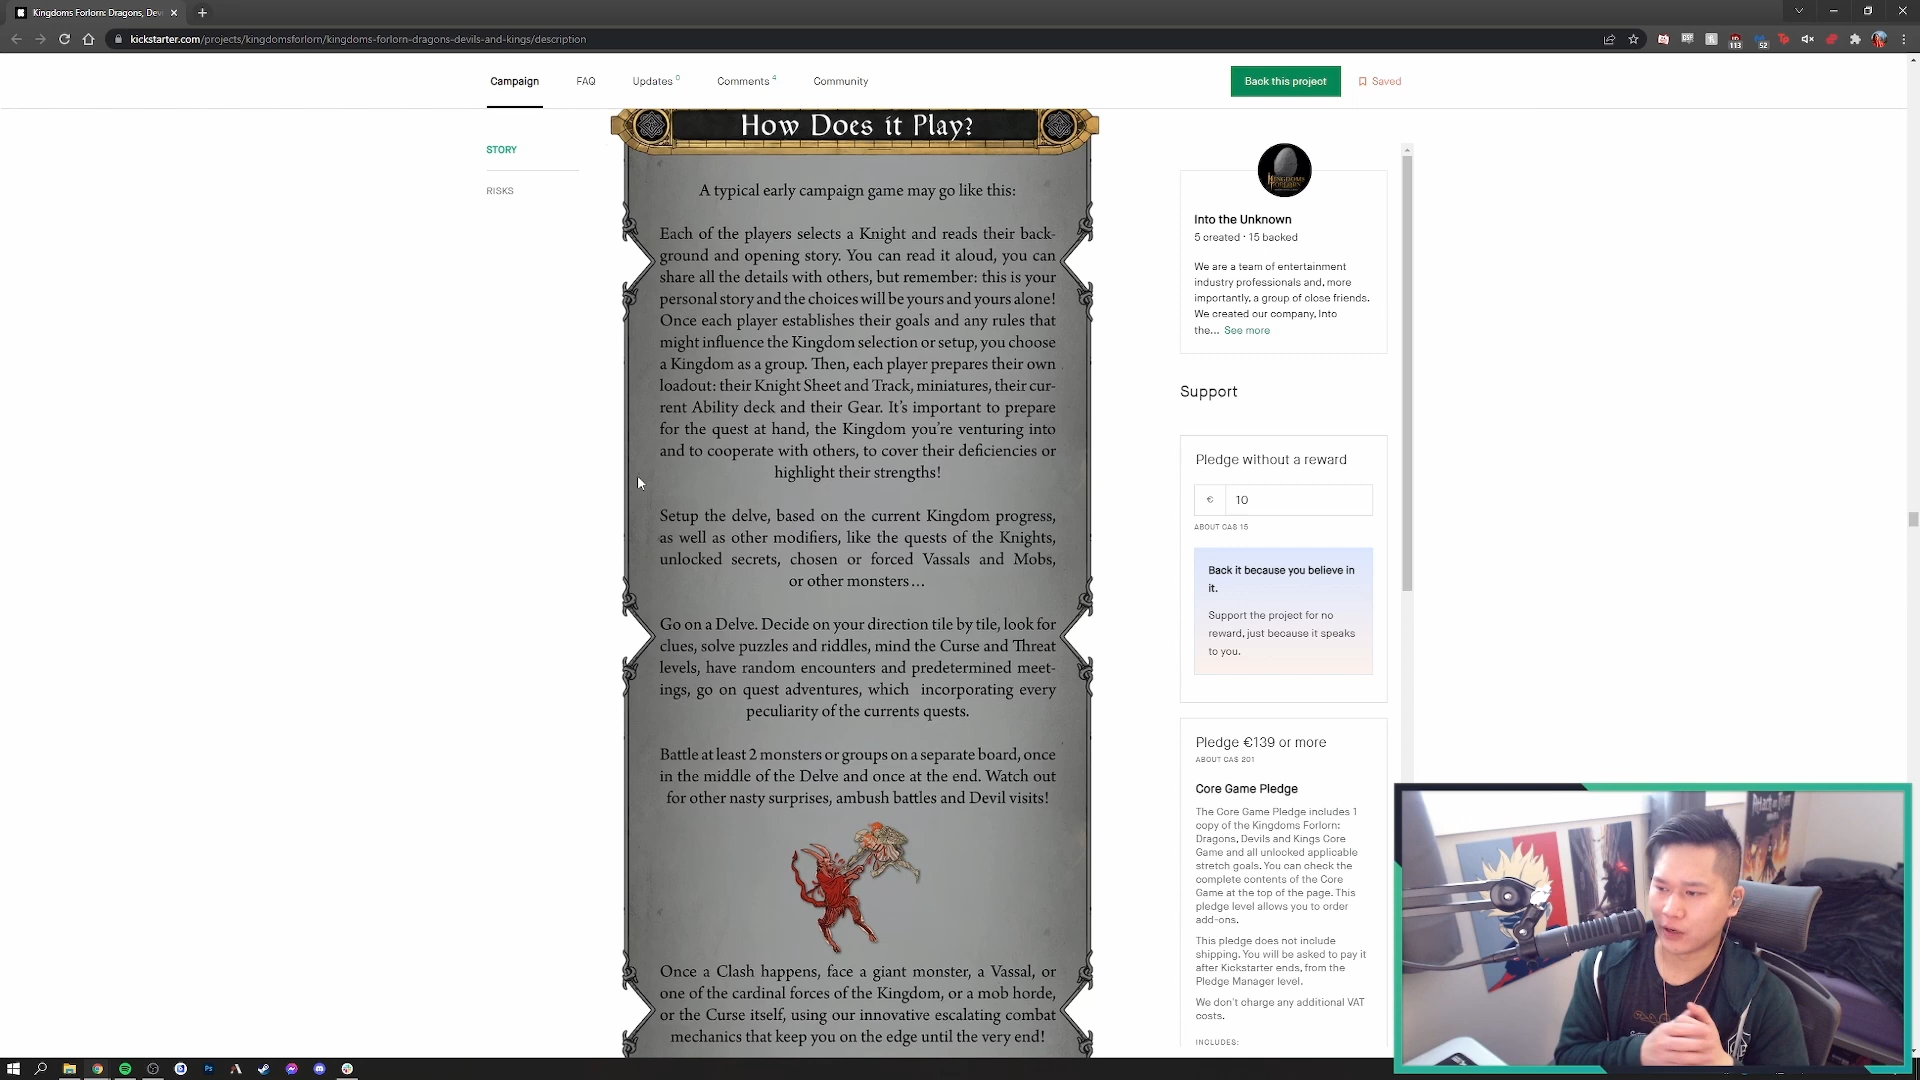 Kingdoms Forlorn: Dragons, Dev
kickstarter.com/projects/kingdomsforlorn/kingdoms-forlorn-dragons-devils-and-kings/description
113
52
Campaign
FAQ
Updates 0
Comments 4
Community
Back this project
Saved
STORY
RISKS
How Does it Play?
A typical early campaign game may go like this:
Each of the players selects a Knight and reads their back-
ground and opening story. You can read it aloud, you can
share all the details with others, but remember: this is your
personal story and the choices will be yours and yours alone!
Once each player establishes their goals and any rules that
might influence the Kingdom selection or setup, you choose
a Kingdom as a group. Then, each player prepares their own
loadout: their Knight Sheet and Track, miniatures, their cur-
rent Ability deck and their Gear. It's important to prepare
for the quest at hand, the Kingdom you're venturing into
and to cooperate with others, to cover their deficiencies or
highlight their strengths!
Setup the delve, based on the current Kingdom progress,
as well as other modifiers, like the quests of the Knights,
unlocked secrets, chosen or forced Vassals and Mobs,
or other monsters...
Go on a Delve. Decide on your direction tile by tile, look for
clues, solve puzzles and riddles, mind the Curse and Threat
levels, have random encounters and predetermined meet-
ings, go on quest adventures, which incorporating every
peculiarity of the currents quests.
Battle at least 2 monsters or groups on a separate board, once
in the middle of the Delve and once at the end. Watch out
for other nasty surprises, ambush battles and Devil visits!
Once a Clash happens, face a giant monster, a Vassal, or
one of the cardinal forces of the Kingdom, or a mob horde,
or the Curse itself, using our innovative escalating combat
mechanics that keep you on the edge until the very end!
KINGDOMS
FORLORN
Into the Unknown
5 created · 15 backed
We are a team of entertainment
industry professionals and, more
importantly, a group of close friends.
We created our company, Into
the... See more
Support
Pledge without a reward
€ 10
ABOUT CA$ 15
Back it because you believe in
it.
Support the project for no
reward, just because it speaks
to you.
Pledge €139 or more
ABOUT CA$ 201
Core Game Pledge
The Core Game Pledge includes 1
copy of the Kingdoms Forlorn:
Dragons, Devils and Kings Core
Game and all unlocked applicable
stretch goals. You can check the
complete contents of the Core
Game at the top of the page. This
pledge level allows you to order
add-ons.
This pledge does not include
shipping. You will be asked to pay it
after Kickstarter ends, from the
Pledge Manager level.
We don't charge any additional VAT
costs.
INCLUDES: